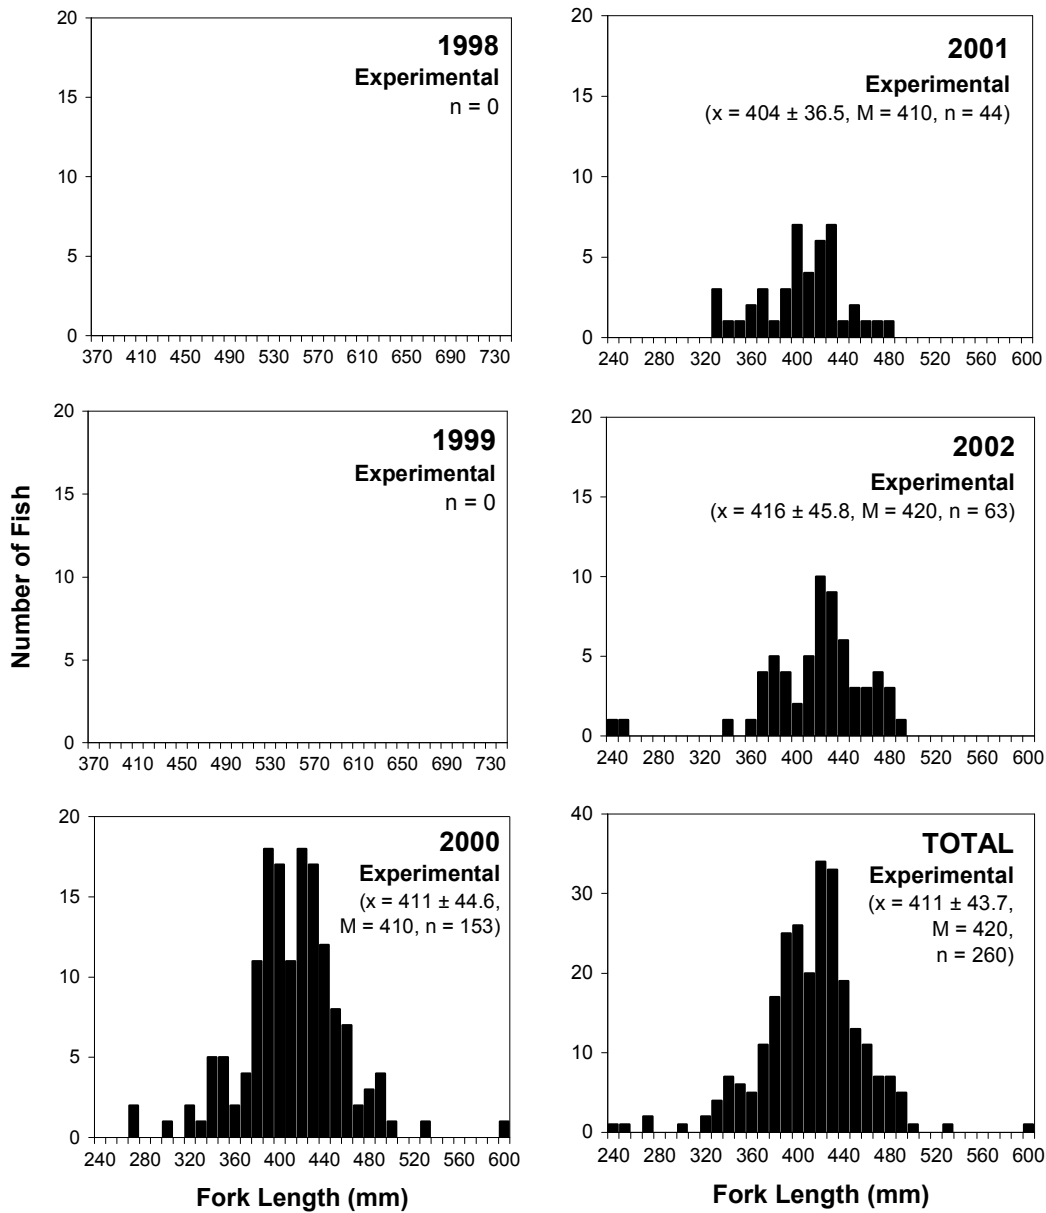 Number of Fish
20
15
10
5
0
1998
Experimental
n = 0
370 410 450 490 530 570 610 650 690 730
20
15
10
5
0
2001
Experimental
(x = 404 ± 36.5, M = 410, n = 44)
240 280 320 360 400 440 480 520 560 600
20
15
10
5
0
1999
Experimental
n = 0
370 410 450 490 530 570 610 650 690 730
20
15
10
5
0
2002
Experimental
(x = 416 ± 45.8, M = 420, n = 63)
240 280 320 360 400 440 480 520 560 600
20
15
10
5
0
2000
Experimental
(x = 411 ± 44.6,
M = 410, n = 153)
240 280 320 360 400 440 480 520 560 600
Fork Length (mm)
40
30
20
10
0
TOTAL
Experimental
(x = 411 ± 43.7,
M = 420,
n = 260)
240 280 320 360 400 440 480 520 560 600
Fork Length (mm)